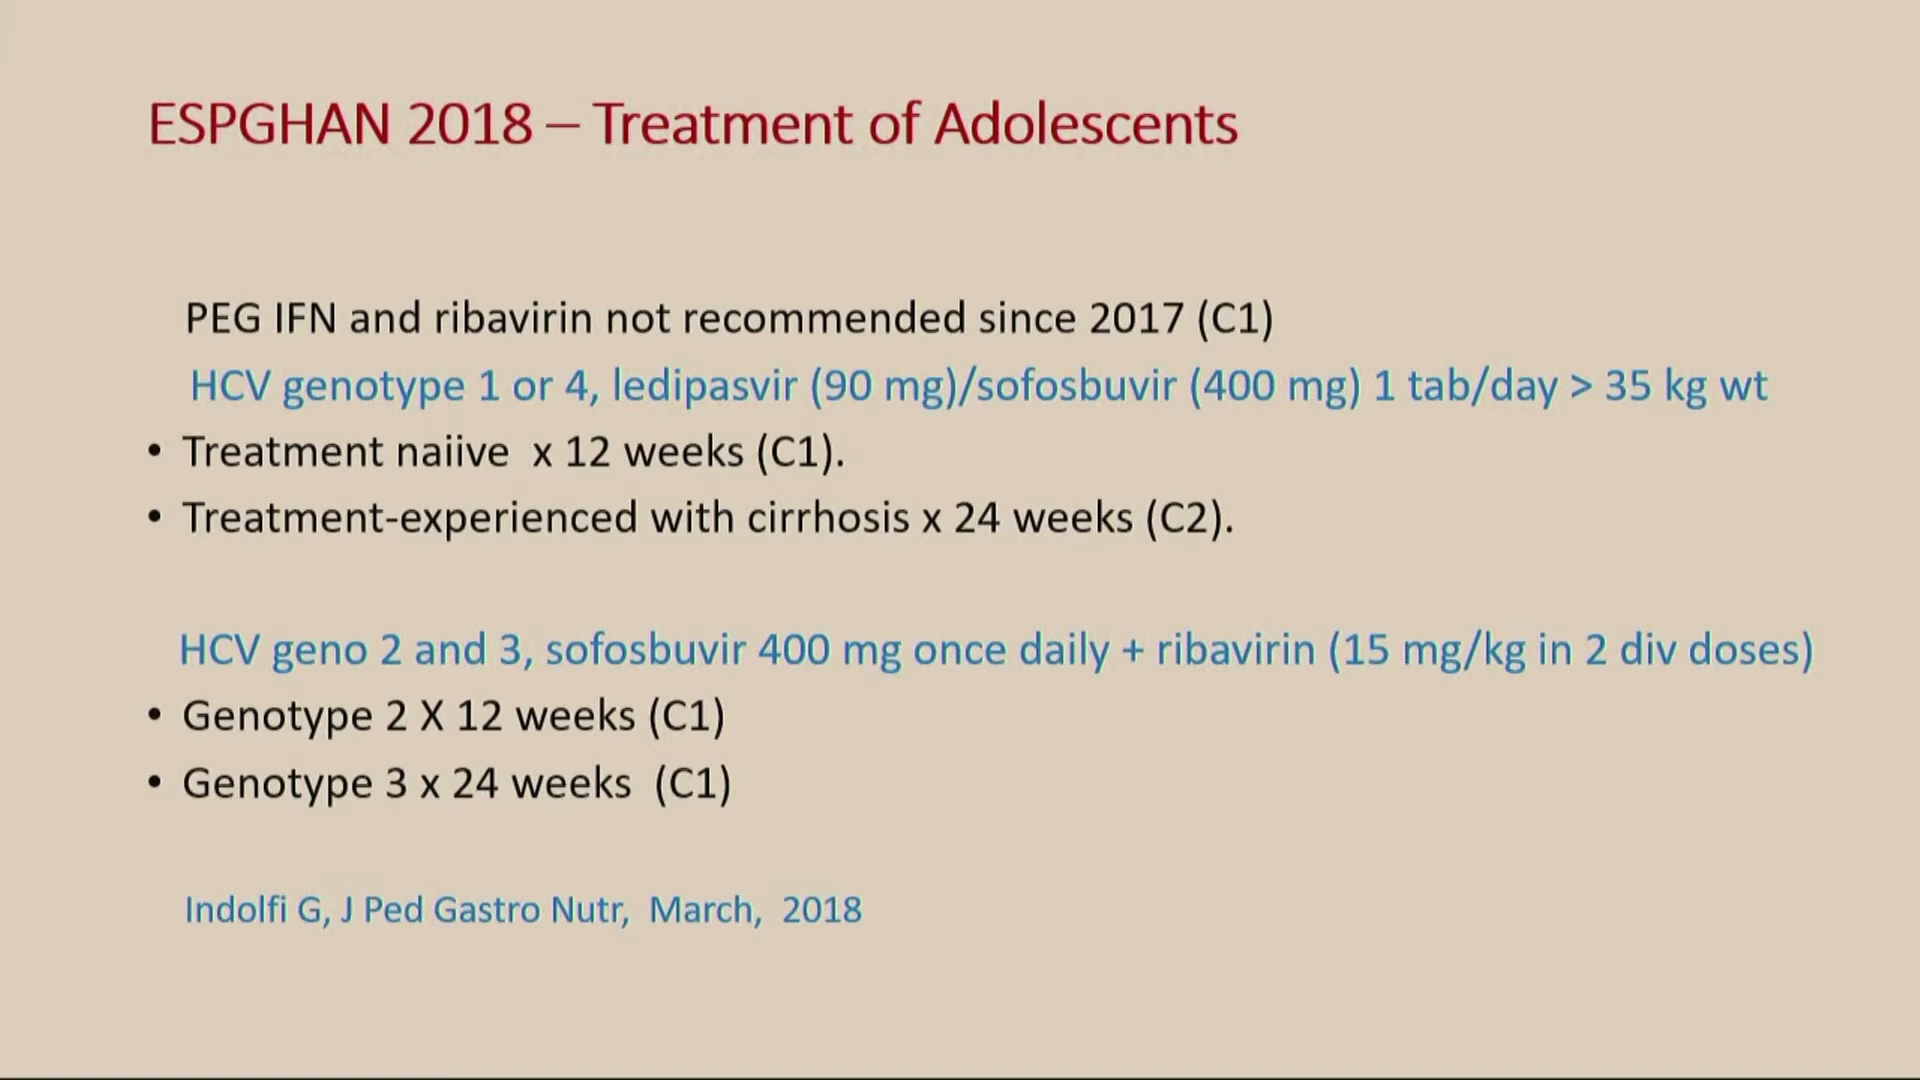 ESPGHAN 2018 – Treatment of Adolescents
PEG IFN and ribavirin not recommended since 2017 (C1)
HCV genotype 1 or 4, ledipasvir (90 mg)/sofosbuvir (400 mg) 1 tab/day > 35 kg wt
• Treatment naiive x 12 weeks (C1).
• Treatment-experienced with cirrhosis x 24 weeks (C2).
HCV geno 2 and 3, sofosbuvir 400 mg once daily + ribavirin (15 mg/kg in 2 div doses)
• Genotype 2 X 12 weeks (C1)
• Genotype 3 x 24 weeks (C1)
Indolfi G, J Ped Gastro Nutr, March, 2018